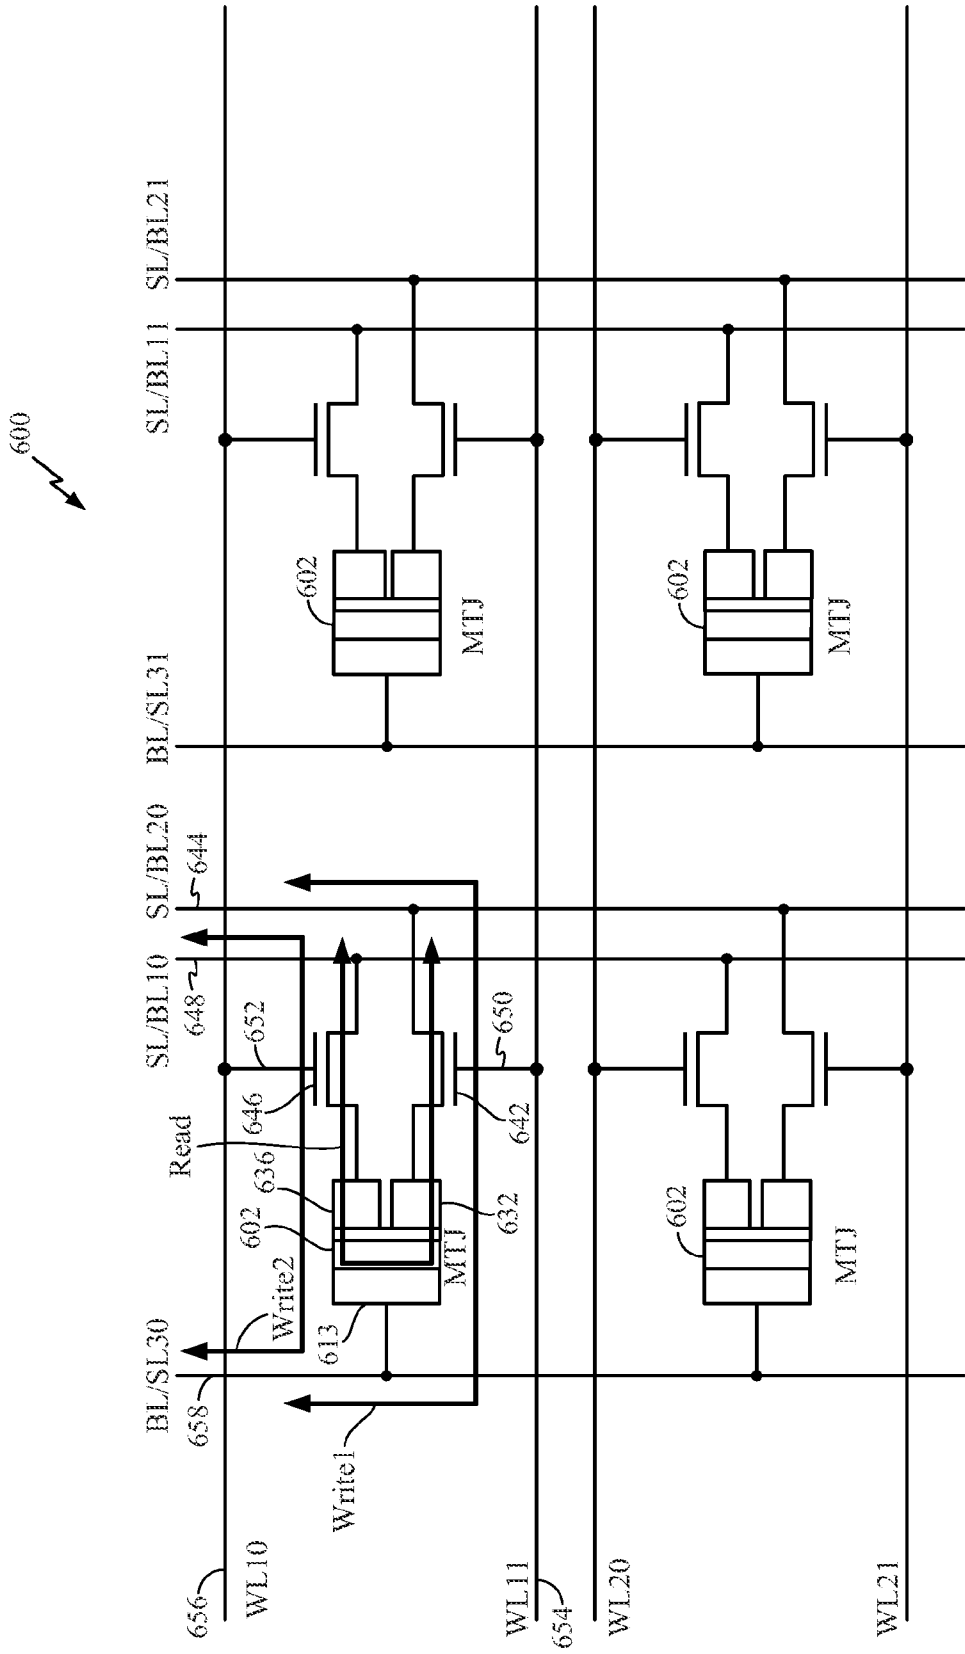 600
BL/SL30
SL/BL10
SL/BL20
BL/SL31
SL/BL11
SL/BL21
658
648
644
656
WL10
Write2
Read
652
646
636
602
602
613
MTJ
MTJ
632
642
650
Write1
WL11
654
WL20
602
602
MTJ
MTJ
WL21